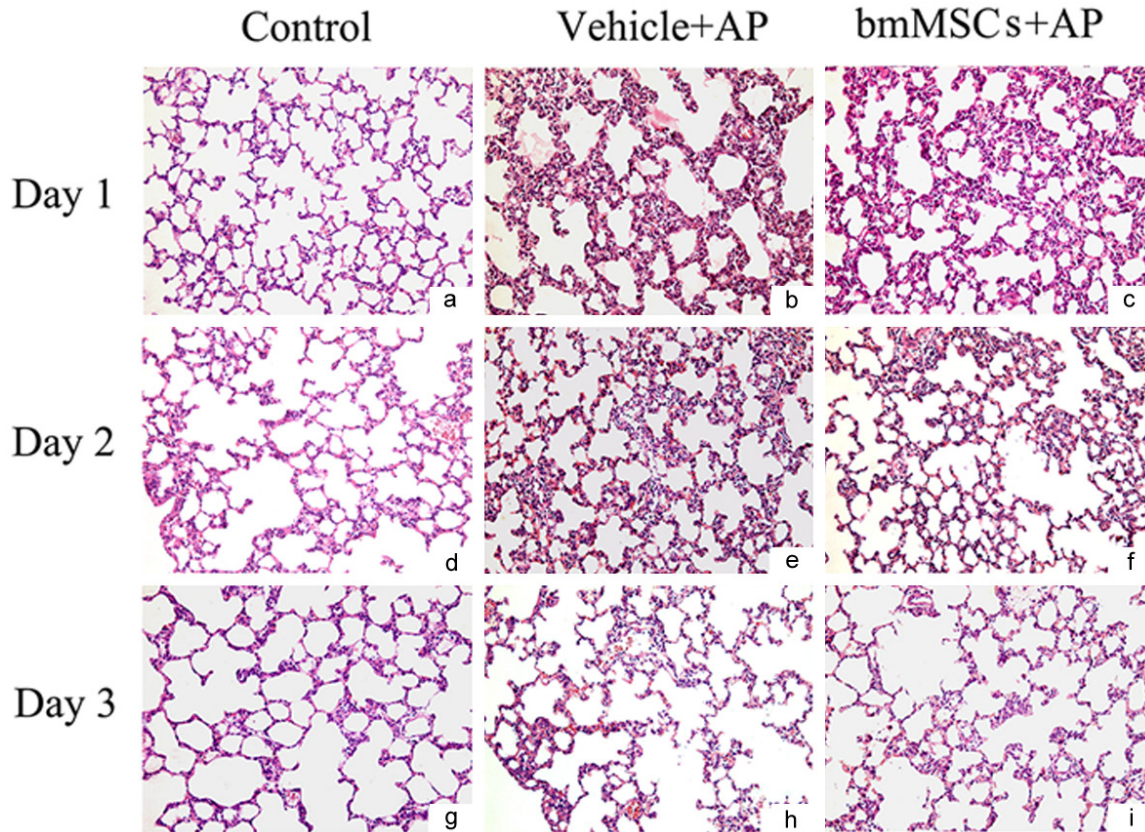 Control Vehicle+AP bmMSCs+AP
Day 1
a b c
Day 2
d e f
Day 3
g h i